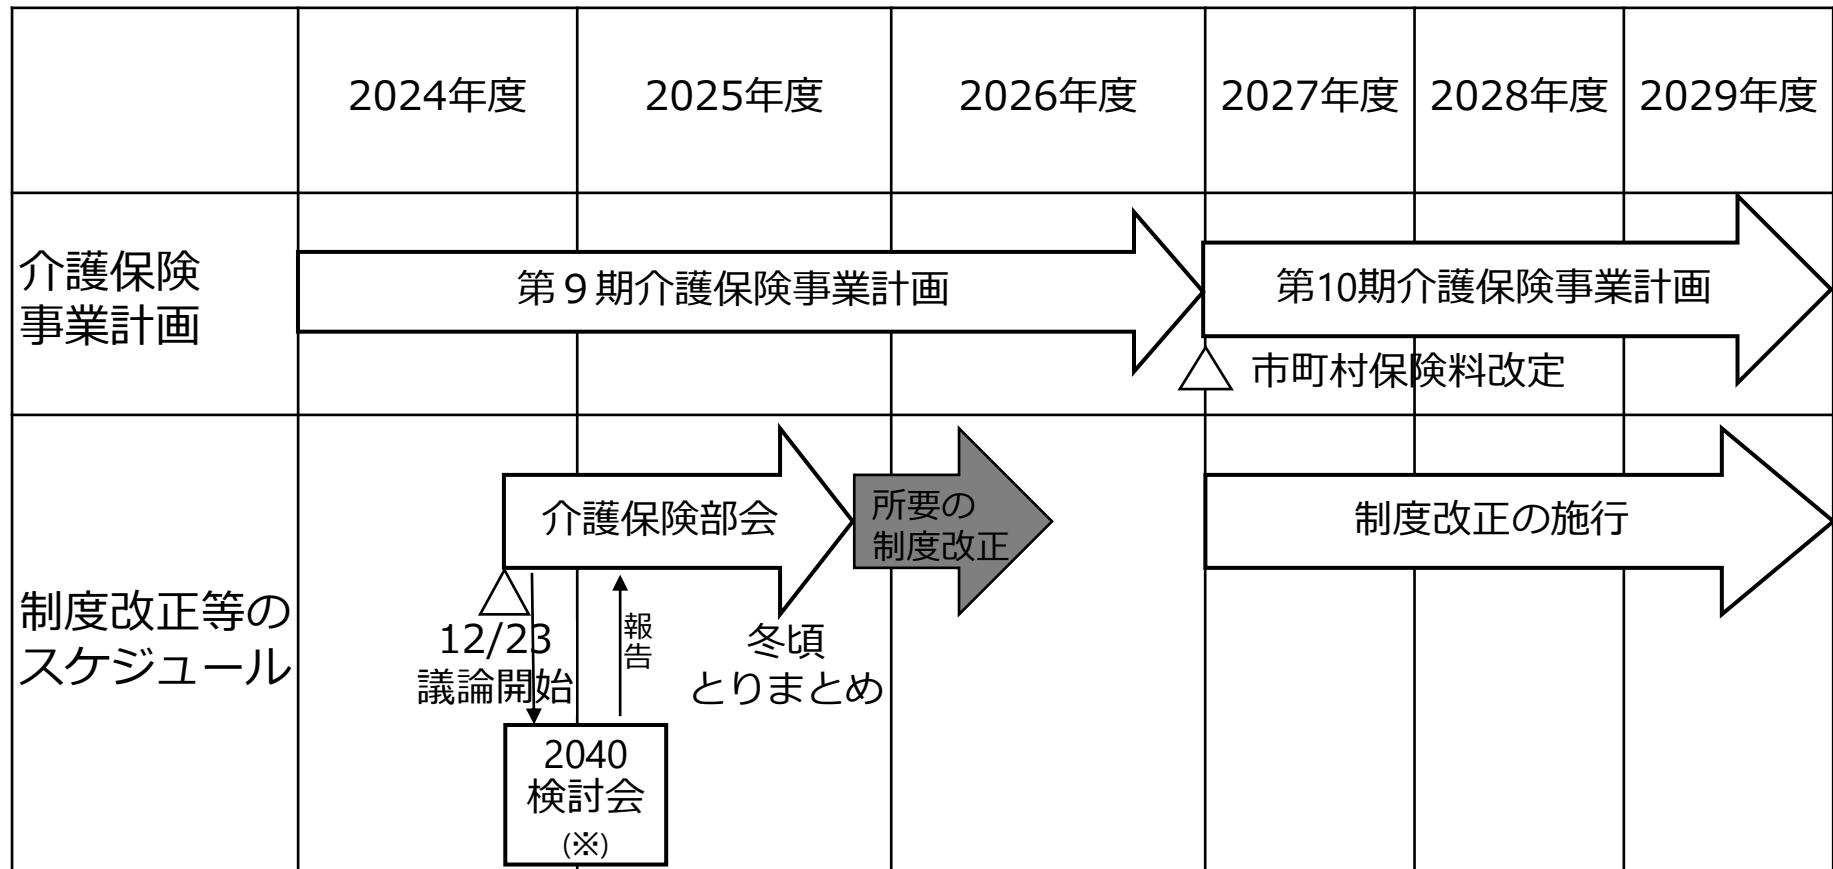 2024年度
2025年度
2026年度
2027年度
2028年度
2029年度
介護保険
事業計画
第９期介護保険事業計画
第10期介護保険事業計画
市町村保険料改定
制度改正等の
スケジュール
介護保険部会
所要の
制度改正
制度改正の施行
12/23
議論開始
報告
冬頃
とりまとめ
2040
検討会
(※)